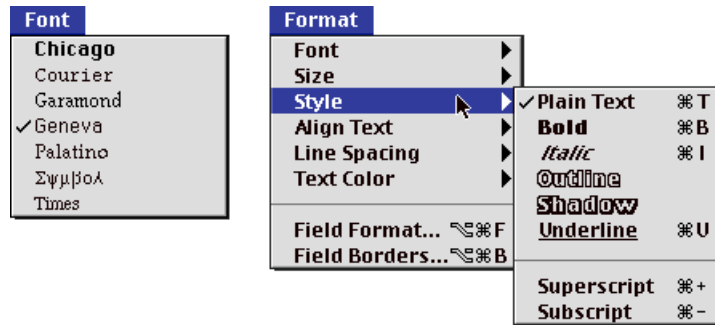 Font
Chicago
Courier
Garamond
✓Geneva
Palatino
Σψμβολ
Times
Format
Font ▶
Size ▶
Style ▶
Align Text ▶
Line Spacing ▶
Text Color ▶
Field Format... ⌥⌘F
Field Borders... ⌥⌘B
✓Plain Text ⌘T
Bold ⌘B
Italic ⌘I
Outline
Shadow
Underline ⌘U
Superscript ⌘+
Subscript ⌘-